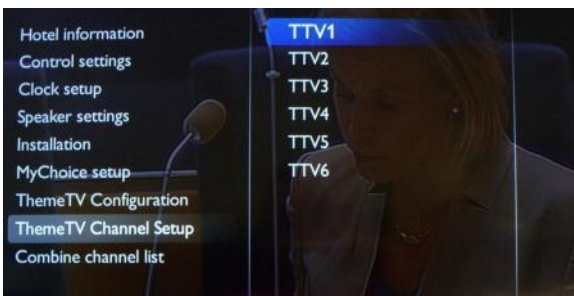 Hotel information
Control settings
Clock setup
Speaker settings
Installation
MyChoice setup
ThemeTV Configuration
ThemeTV Channel Setup
Combine channel list
TTV1
TTV2
TTV3
TTV4
TTV5
TTV6